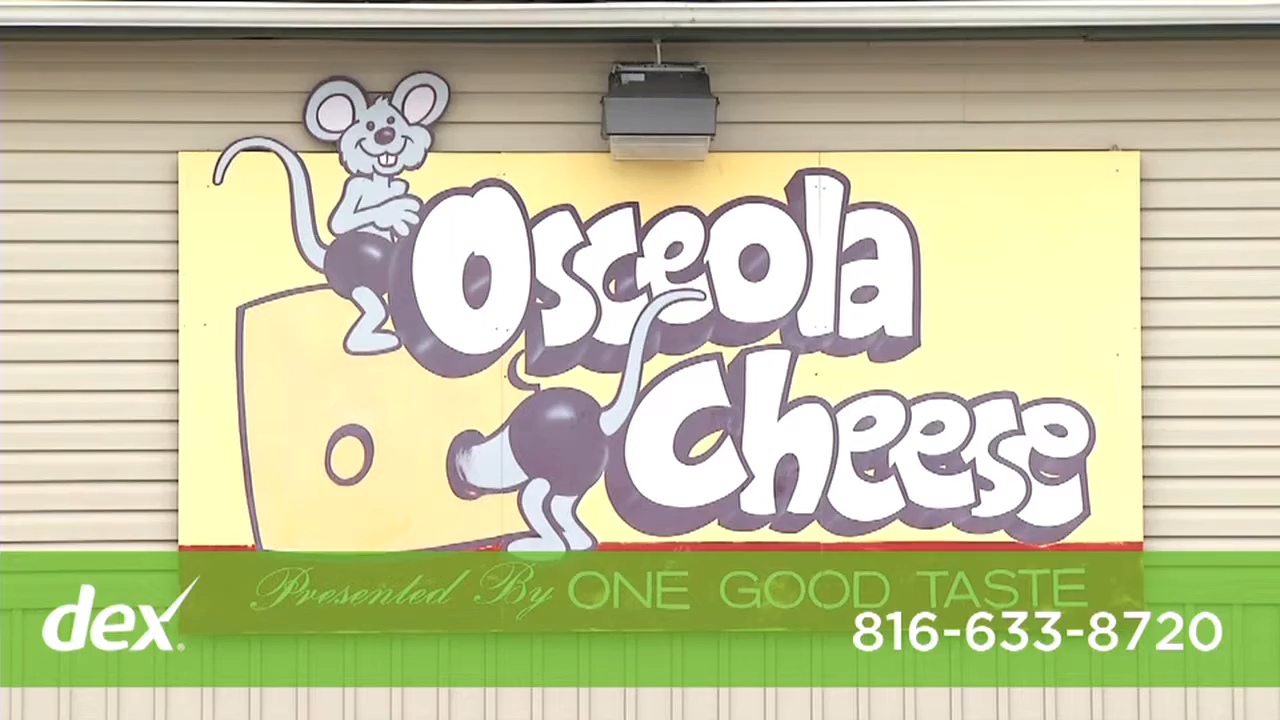 Osceola
Cheese
Presented By ONE GOOD TASTE
dex
816-633-8720